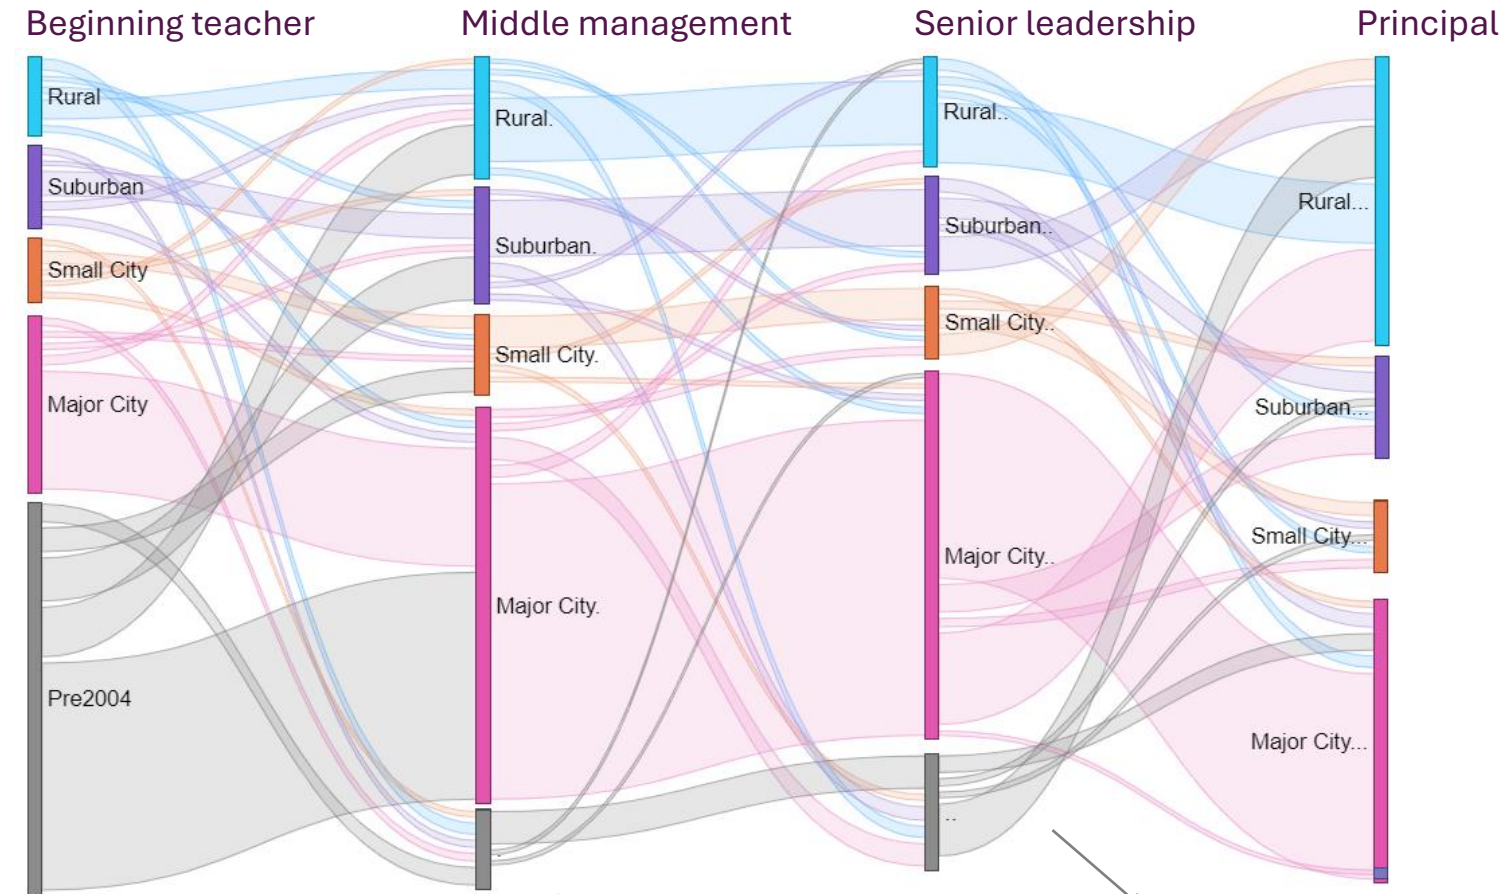 Beginning teacher
Middle management
Senior leadership
Principal
Rural
Suburban
Small City
Major City
Pre2004
Rural.
Suburban.
Small City.
Major City.
.
Rural..
Suburban..
Small City..
Major City..
..
Rural...
Suburban...
Small City...
Major City...